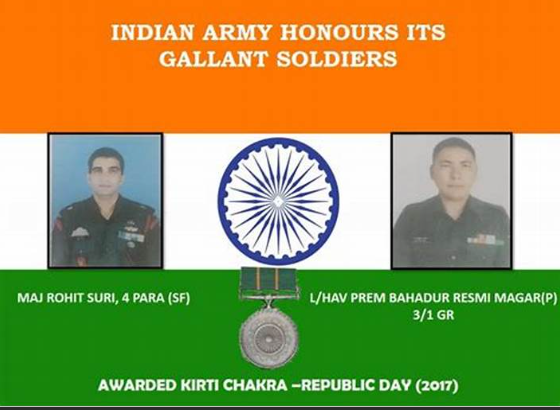 INDIAN ARMY HONOURS ITS
GALLANT SOLDIERS
MAJ ROHIT SURI, 4 PARA (SF)
L/HAV PREM BAHADUR RESMI MAGAR(P)
3/1 GR
AWARDED KIRTI CHAKRA –REPUBLIC DAY (2017)